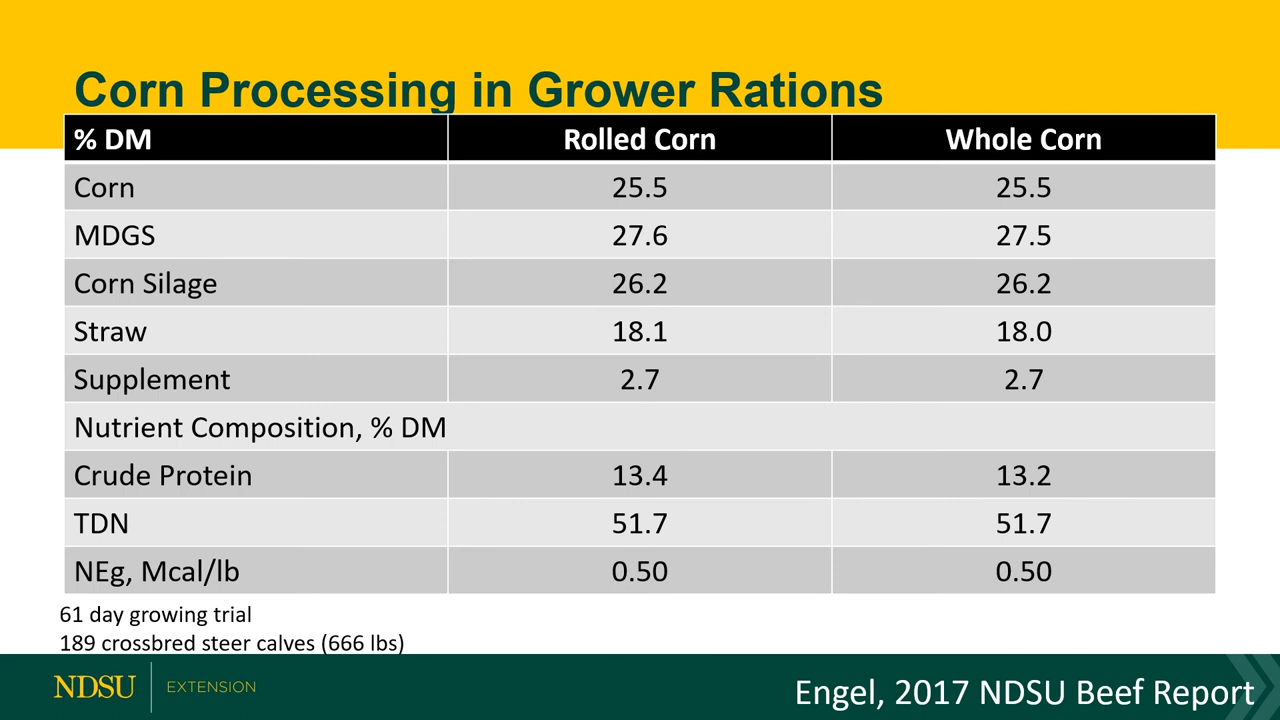 Corn Processing in Grower Rations
% DM Rolled Corn Whole Corn
Corn 25.5 25.5
MDGS 27.6 27.5
Corn Silage 26.2 26.2
Straw 18.1 18.0
Supplement 2.7 2.7
Nutrient Composition, % DM
Crude Protein 13.4 13.2
TDN 51.7 51.7
NEg, Mcal/lb 0.50 0.50
61 day growing trial
189 crossbred steer calves (666 lbs)
NDSU EXTENSION
Engel, 2017 NDSU Beef Report